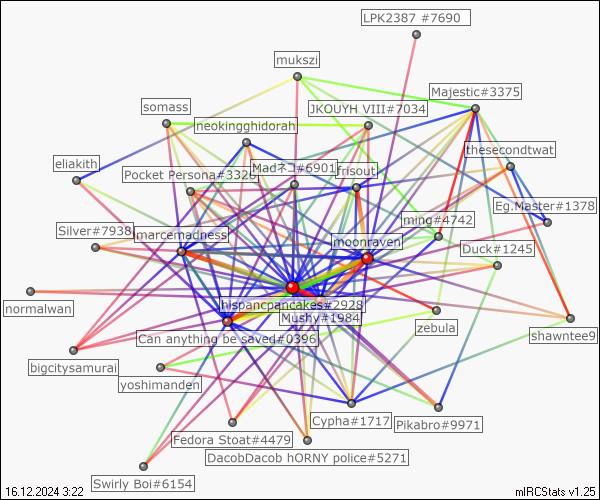 LPK2387 #7690
mukszi
Majestic#3375
somass
JKOUYH VIII#7034
neokingghidorah
thesecondtwat
eliakith
Pocket Persona#3326
Madネコ#6901
frisout
Eg.Master#1378
ming#4742
Silver#7938
marcemadness
moonraven
Duck#1245
normalwan
hispancpancakes#2928
Mushy#1984
zebula
shawntee9
Can anything be saved#0396
bigcitysamurai
yoshimanden
Cypha#1717
Pikabro#9971
Fedora Stoat#4479
DacobDacob hORNY police#5271
Swirly Boi#6154
16.12.2024 3:22
mIRCStats v1.25